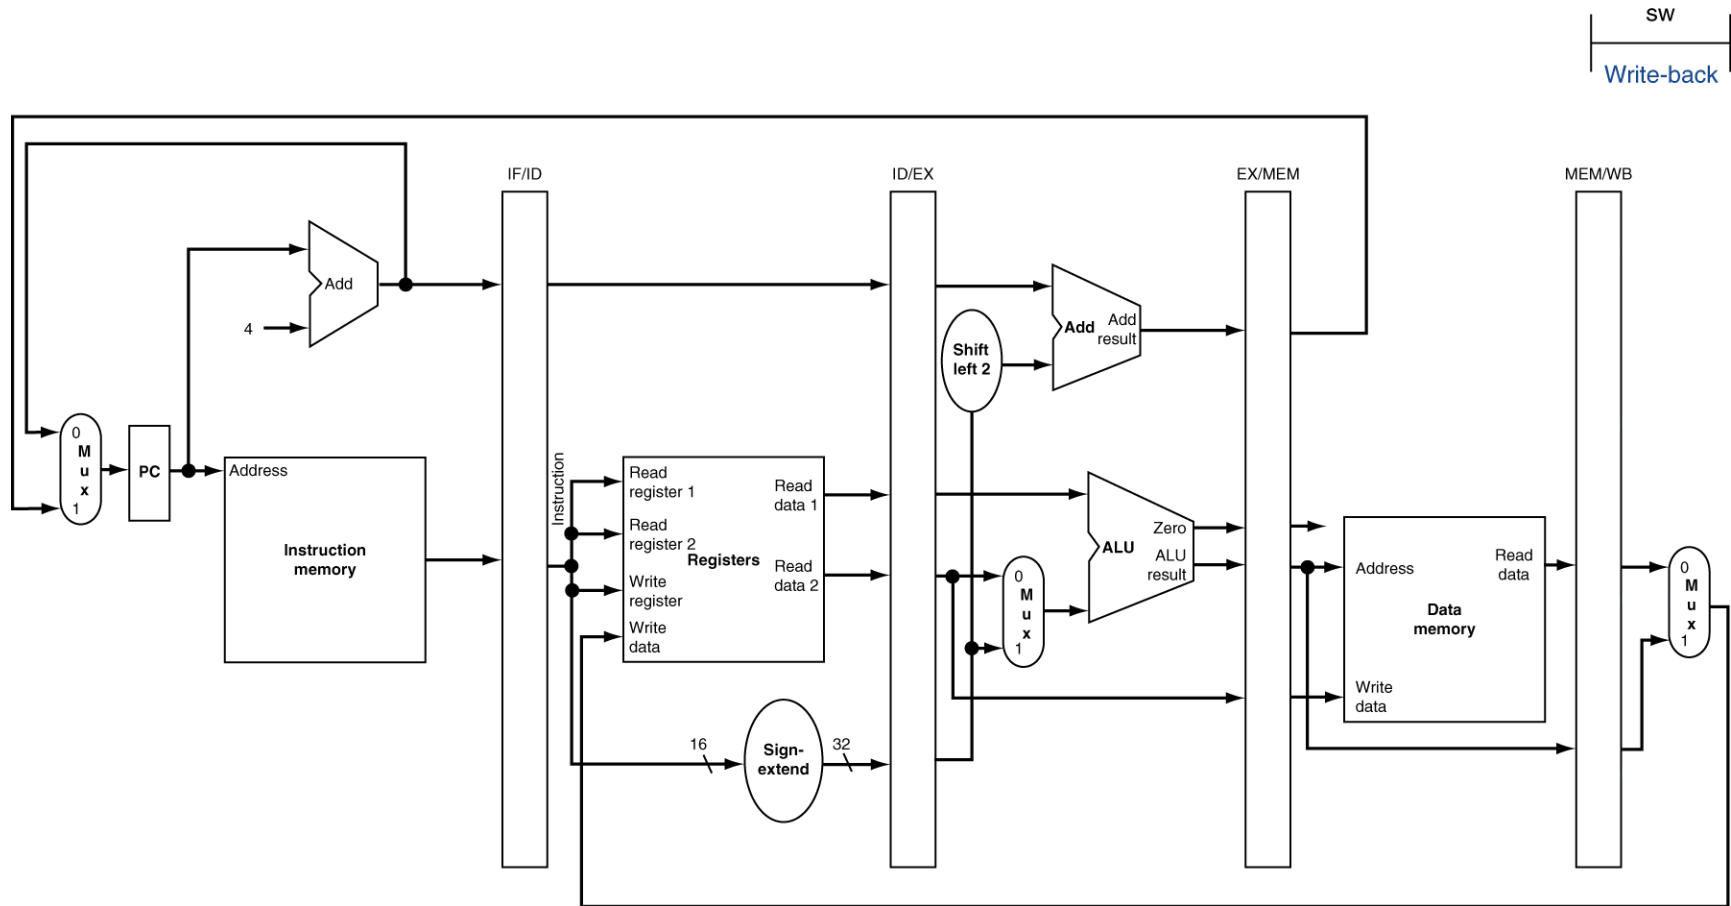 SW
Write-back
IF/ID
ID/EX
EX/MEM
MEM/WB
Add
4
Add
Add
result
Shift
left 2
0
M
u
x
1
PC
Address
Instruction
memory
Instruction
Read
register 1
Read
register 2
Write
register
Write
data
Registers
Read
data 1
Read
data 2
16
Sign-
extend
32
0
M
u
x
1
ALU
Zero
ALU
result
Address
Read
data
Data
memory
Write
data
0
M
u
x
1